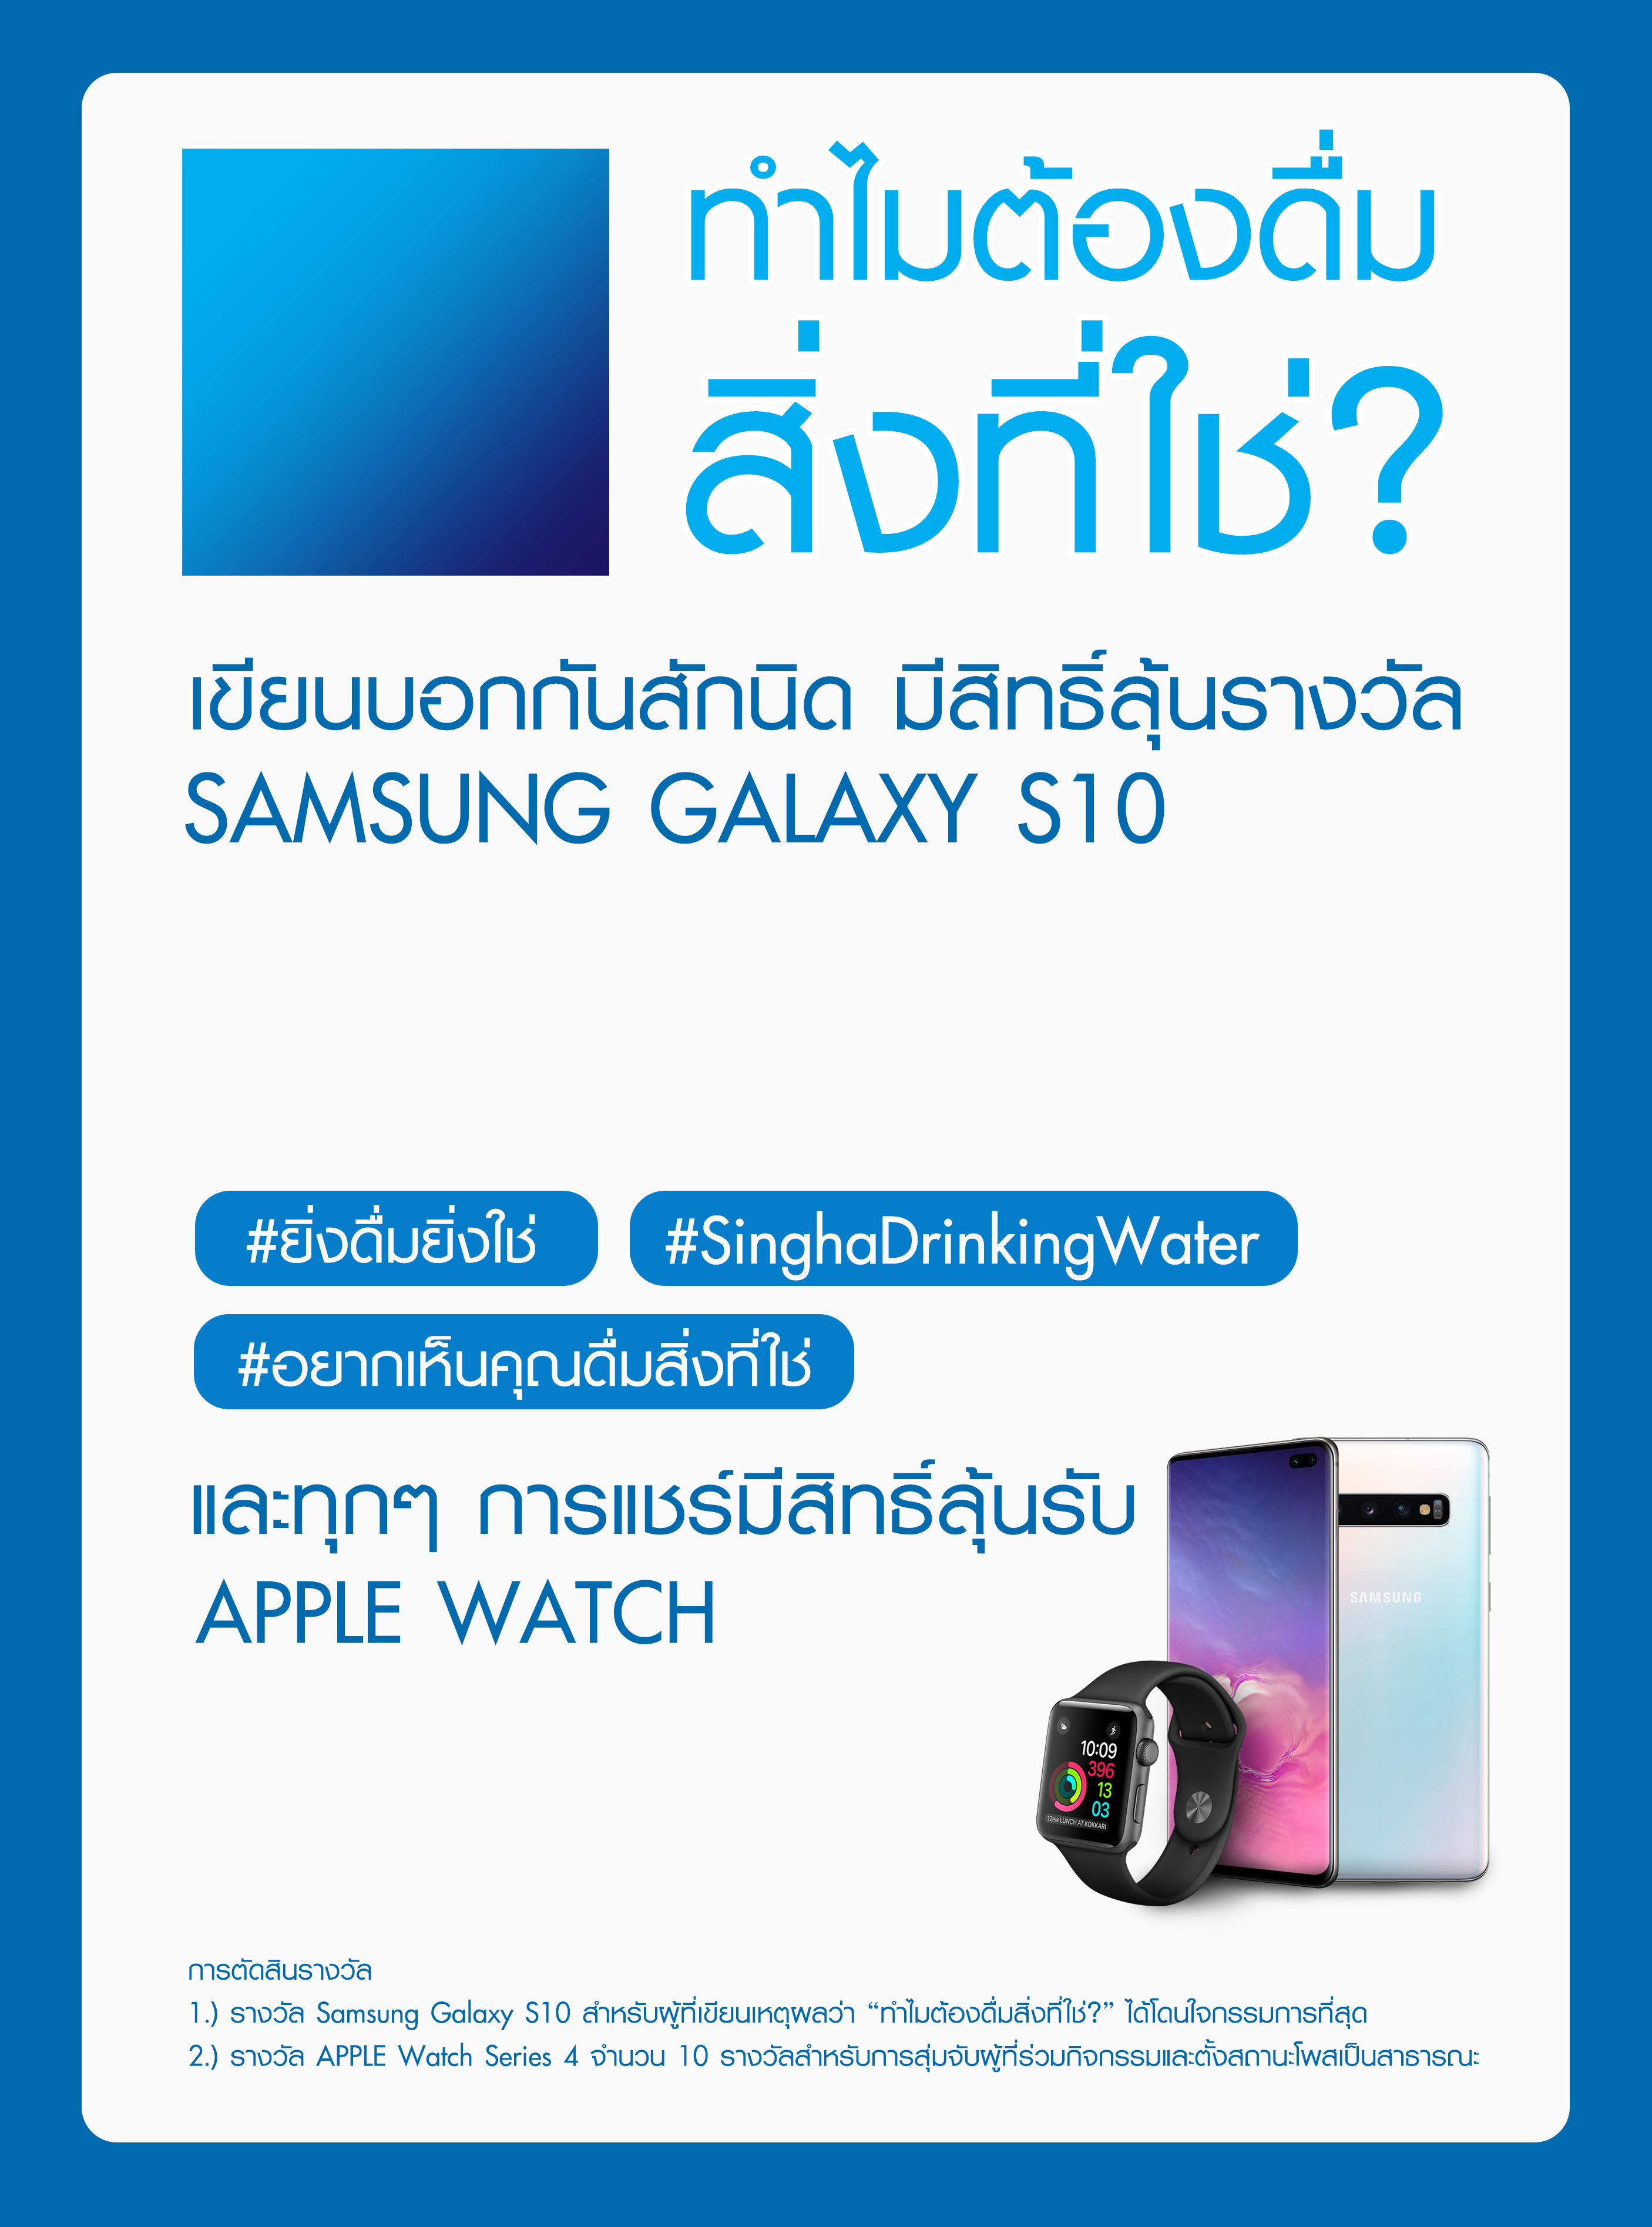 ทำไมต้องดื่ม
สิ่งที่ใช่?
เขียนบอกกันสักนิด มีสิทธิ์ลุ้นรางวัล
SAMSUNG GALAXY S10
#ยิ่งดื่มยิ่งใช่ #SinghaDrinkingWater
#อยากเห็นคุณดื่มสิ่งที่ใช่
และทุกๆ การแชร์มีสิทธิ์ลุ้นรับ
APPLE WATCH
SAMSUNG
10:09
396
13
03
12PM LUNCH AT KOKKARI
การตัดสินรางวัล
1.) รางวัล Samsung Galaxy S10 สำหรับผู้ที่เขียนเหตุผลว่า “ทำไมต้องดื่มสิ่งที่ใช่?” ได้โดนใจกรรมการที่สุด
2.) รางวัล APPLE Watch Series 4 จำนวน 10 รางวัลสำหรับการสุ่มจับผู้ที่ร่วมกิจกรรมและตั้งสถานะโพสเป็นสาธารณะ